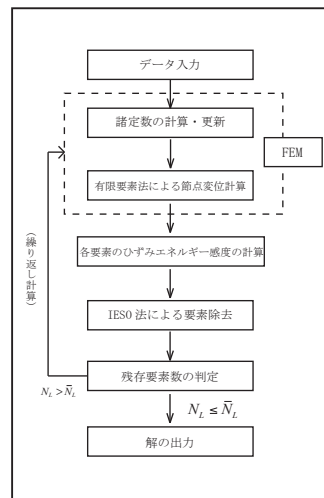 データ入力
諸定数の計算・更新
FEM
有限要素法による節点変位計算
各要素のひずみエネルギー感度の計算
(繰り返し計算)
IESO 法による要素除去
残存要素数の判定
N_L > N̄_L
N_L ≤ N̄_L
解の出力